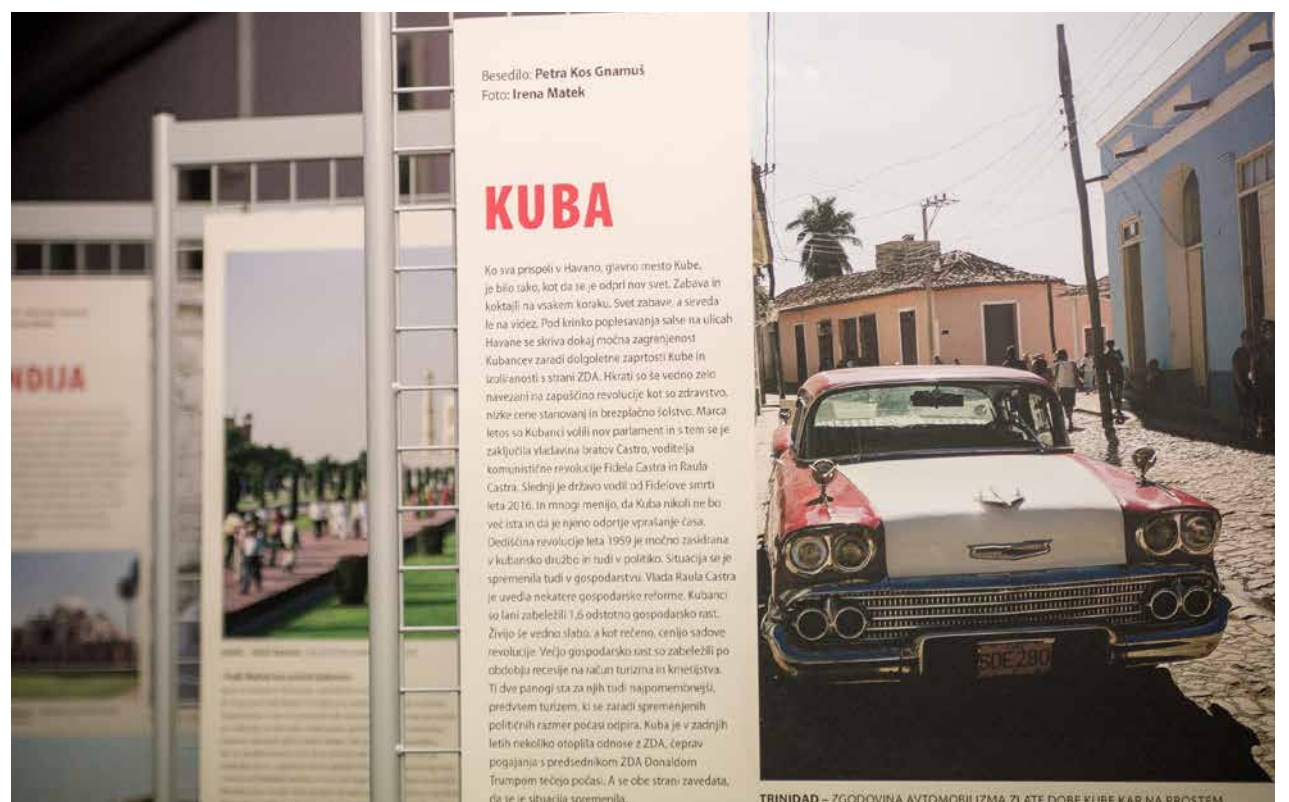 Besedilo: Petra Kos Gnamuš
Foto: Irena Matek
KUBA
Ko sva prispeli v Havano, glavno mesto Kube,
je bilo tako, kot da se je odprl nov svet. Zabava in
koktajli na vsakem koraku. Svet zabave, a seveda
le na videz. Pod krinko poplesavanja salse na ulicah
Havane se skriva dokaj močna zagrenjenost
Kubancev zaradi dolgoletne zaprtosti Kube in
izoliranosti s strani ZDA. Hkrati so še vedno zelo
navezani na zapuščino revolucije kot so zdravstvo,
nizke cene stanovanj in brezplačno šolstvo. Marca
letos so Kubanci volili nov parlament in s tem se je
zaključila vladavina bratov Castro, voditelja
komunistične revolucije Fidela Castra in Raula
Castra. Slednji je državo vodil od Fidelove smrti
leta 2016. In mnogi menijo, da Kuba nikoli ne bo
več ista in da je njeno odprtje vprašanje časa.
Dediščina revolucije leta 1959 je močno zasidrana
v kubansko družbo in tudi v politiko. Situacija se je
spremenila tudi v gospodarstvu. Vlada Raula Castra
je uvedla nekatere gospodarske reforme. Kubanci
so lani zabeležili 1,6 odstotno gospodarsko rast.
Živijo še vedno slabo, a kot rečeno, cenijo sadove
revolucije. Večjo gospodarsko rast so zabeležili po
obdobju recesije na račun turizma in kmetijstva.
Ti dve panogi sta za njih tudi najpomembnejši,
predvsem turizem, ki se zaradi spremenjenih
političnih razmer počasi odpira. Kuba je v zadnjih
letih nekoliko otoplila odnose z ZDA, čeprav
pogajanja s predsednikom ZDA Donaldom
Trumpom tečejo počasi. A se obe strani zavedata,
da se je situacija spremenila.
NDIJA
SOE280
TRINIDAD – ZGODOVINA AVTOMOBILIZMA ZLATE DOBE KUBE KAR NA PROSTEM